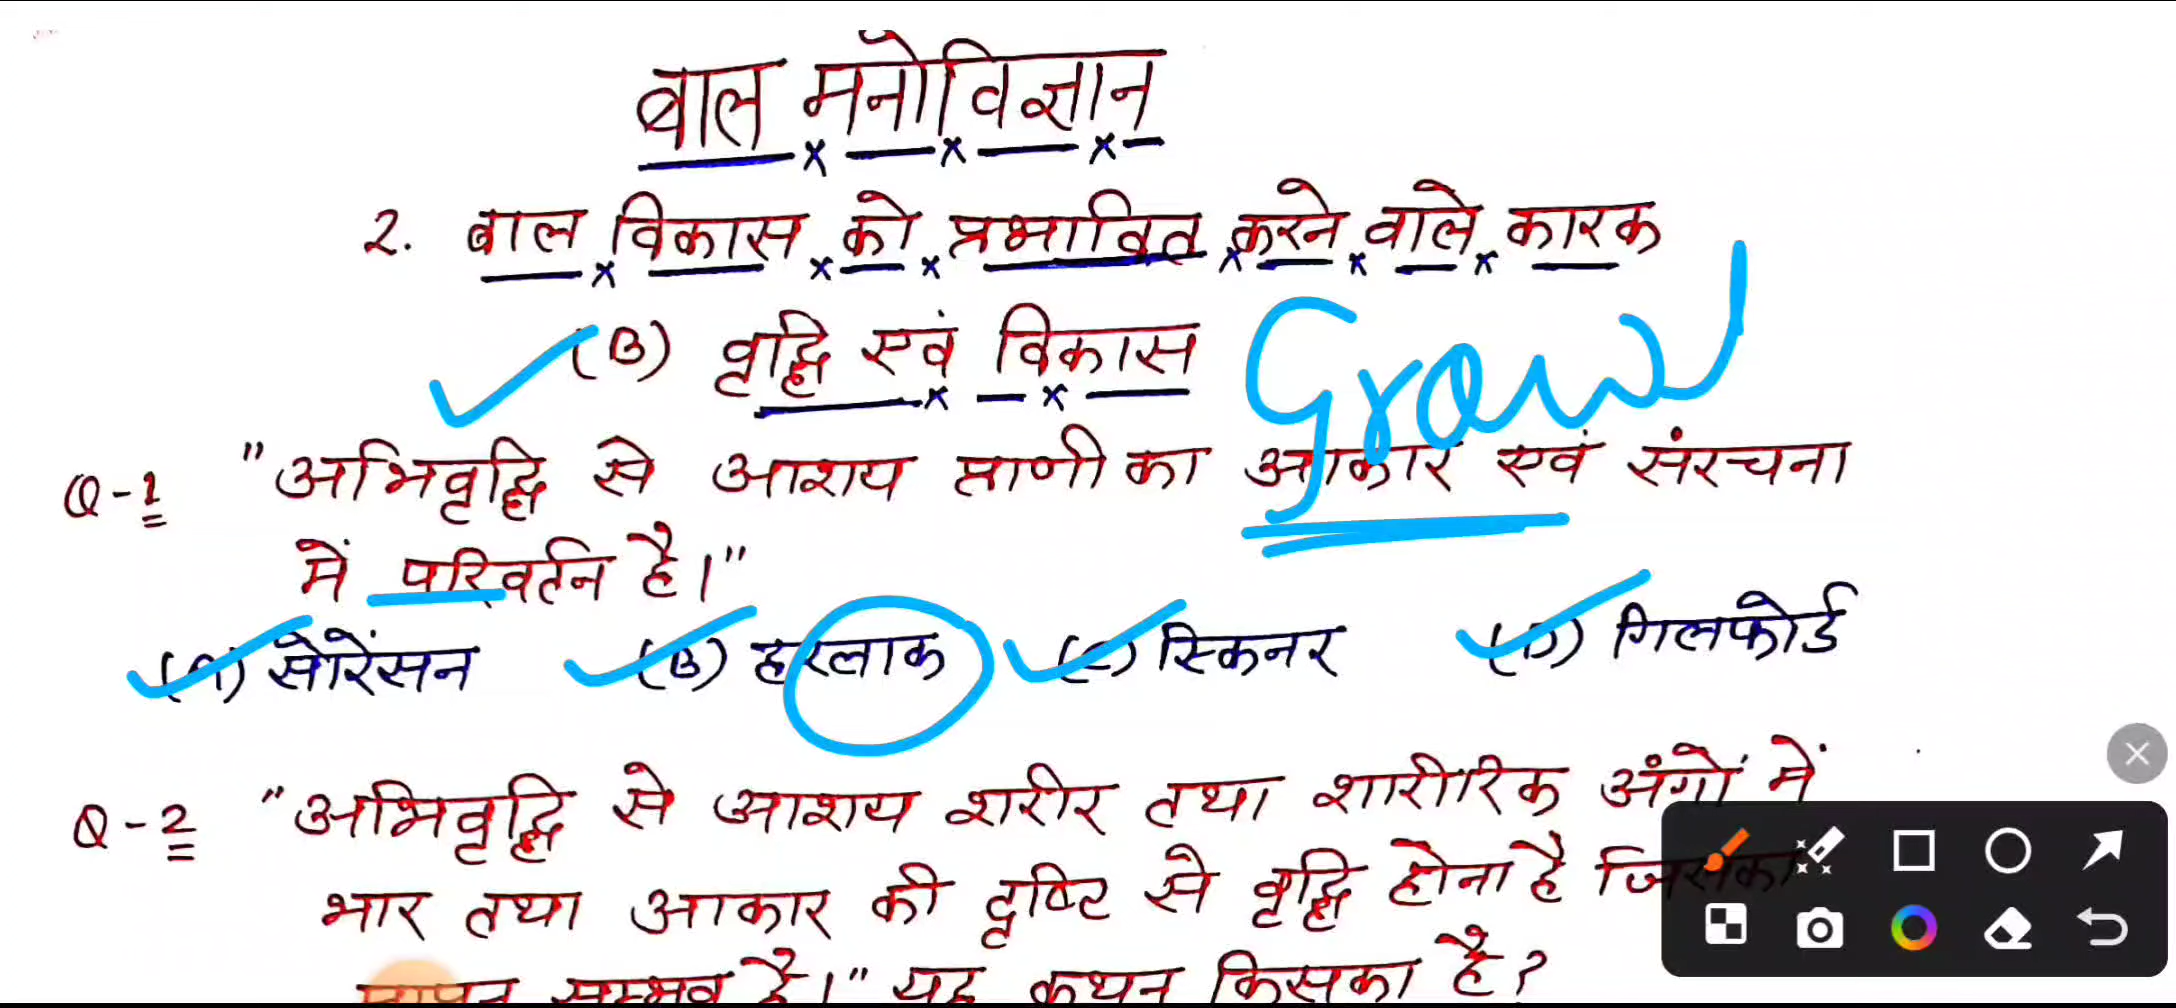 बाल मनोविज्ञान
2. बाल विकास को प्रभावित करने वाले कारक
(B) वृद्धि एवं विकास
Grow
Q-1 "अभिवृद्धि से आशय प्राणी का आकार एवं संरचना
में परिवर्तन है।"
(A) सोरेंसन (B) हरलाक (C) स्किनर (D) गिलफोर्ड
Q-2 "अभिवृद्धि से आशय शरीर तथा शारीरिक अंगों में
भार तथा आकार की दृष्टि से वृद्धि होना है जिसका
मापन सम्भव है।" यह कथन किसका है?